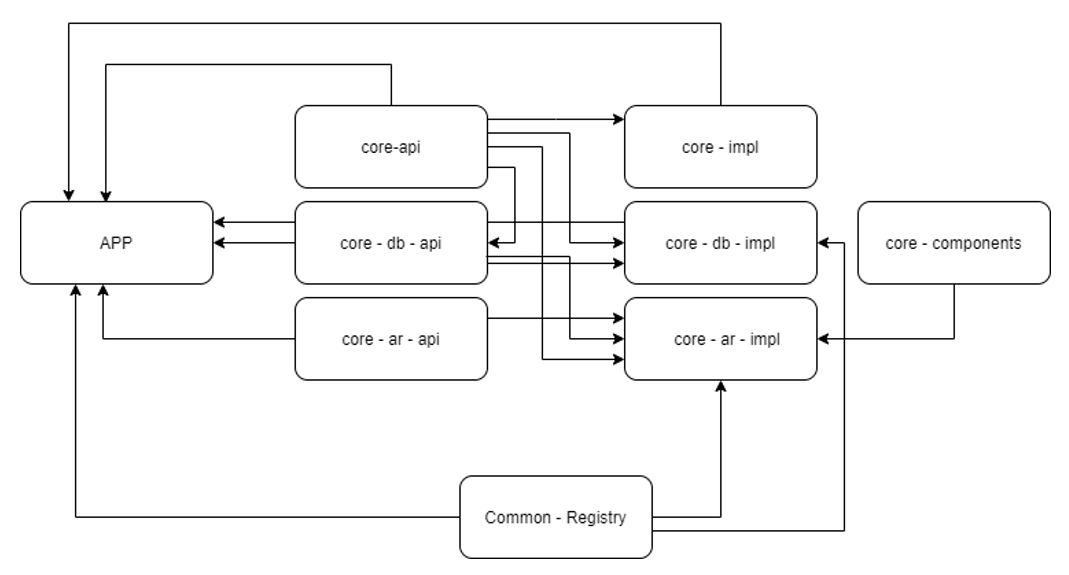 core-api
core - impl
APP
core - db - api
core - db - impl
core - components
core - ar - api
core - ar - impl
Common - Registry